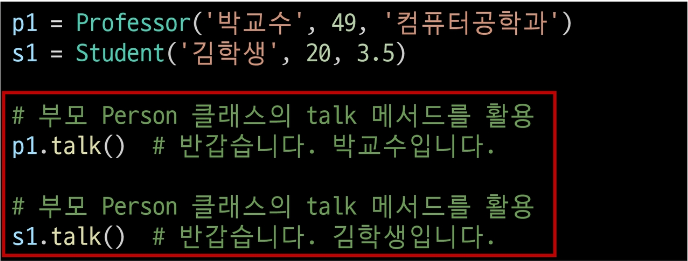 p1 = Professor('박교수', 49, '컴퓨터공학과')
s1 = Student('김학생', 20, 3.5)
# 부모 Person 클래스의 talk 메서드를 활용
p1.talk()  # 반갑습니다. 박교수입니다.
# 부모 Person 클래스의 talk 메서드를 활용
s1.talk()  # 반갑습니다. 김학생입니다.